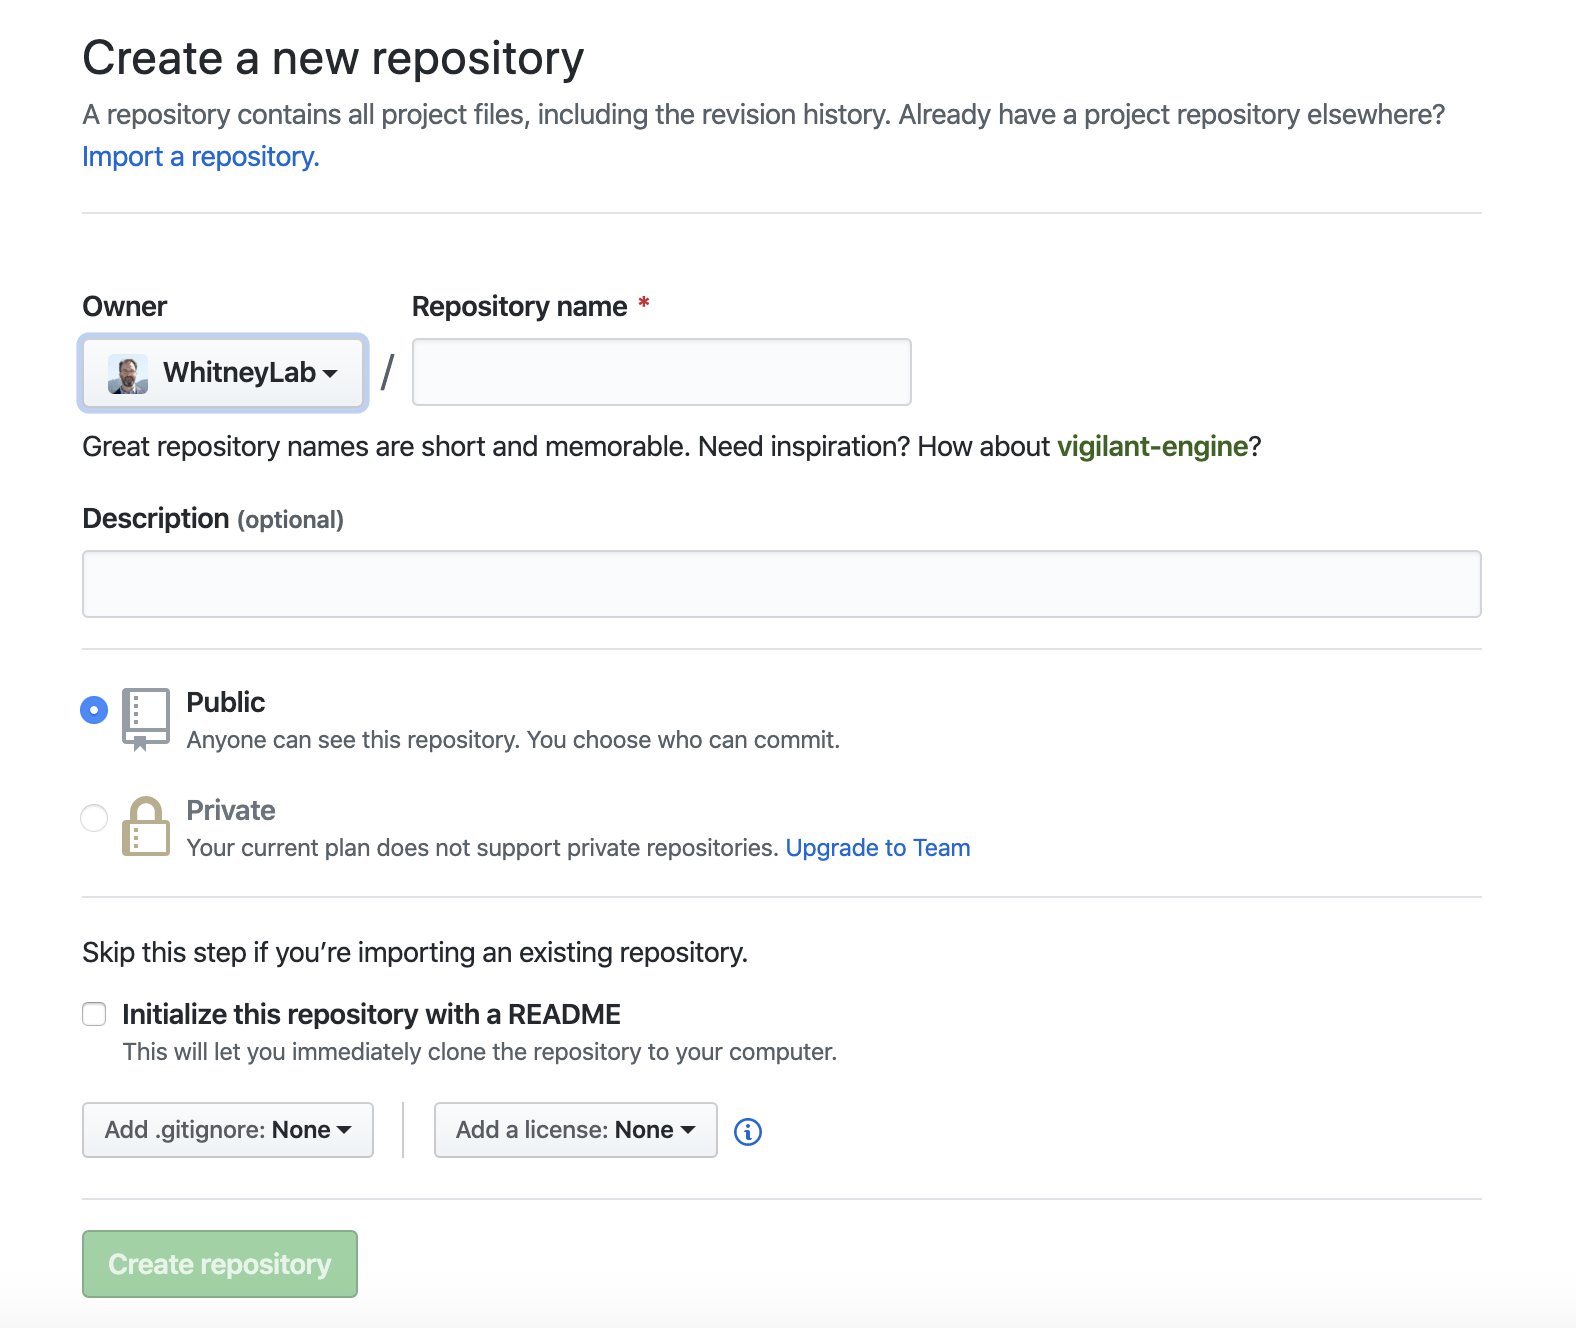 Create a new repository
A repository contains all project files, including the revision history. Already have a project repository elsewhere?
Import a repository.
Owner
Repository name *
WhitneyLab
/
Great repository names are short and memorable. Need inspiration? How about vigilant-engine?
Description (optional)
Public
Anyone can see this repository. You choose who can commit.
Private
Your current plan does not support private repositories. Upgrade to Team
Skip this step if you’re importing an existing repository.
Initialize this repository with a README
This will let you immediately clone the repository to your computer.
Add .gitignore: None
Add a license: None
Create repository